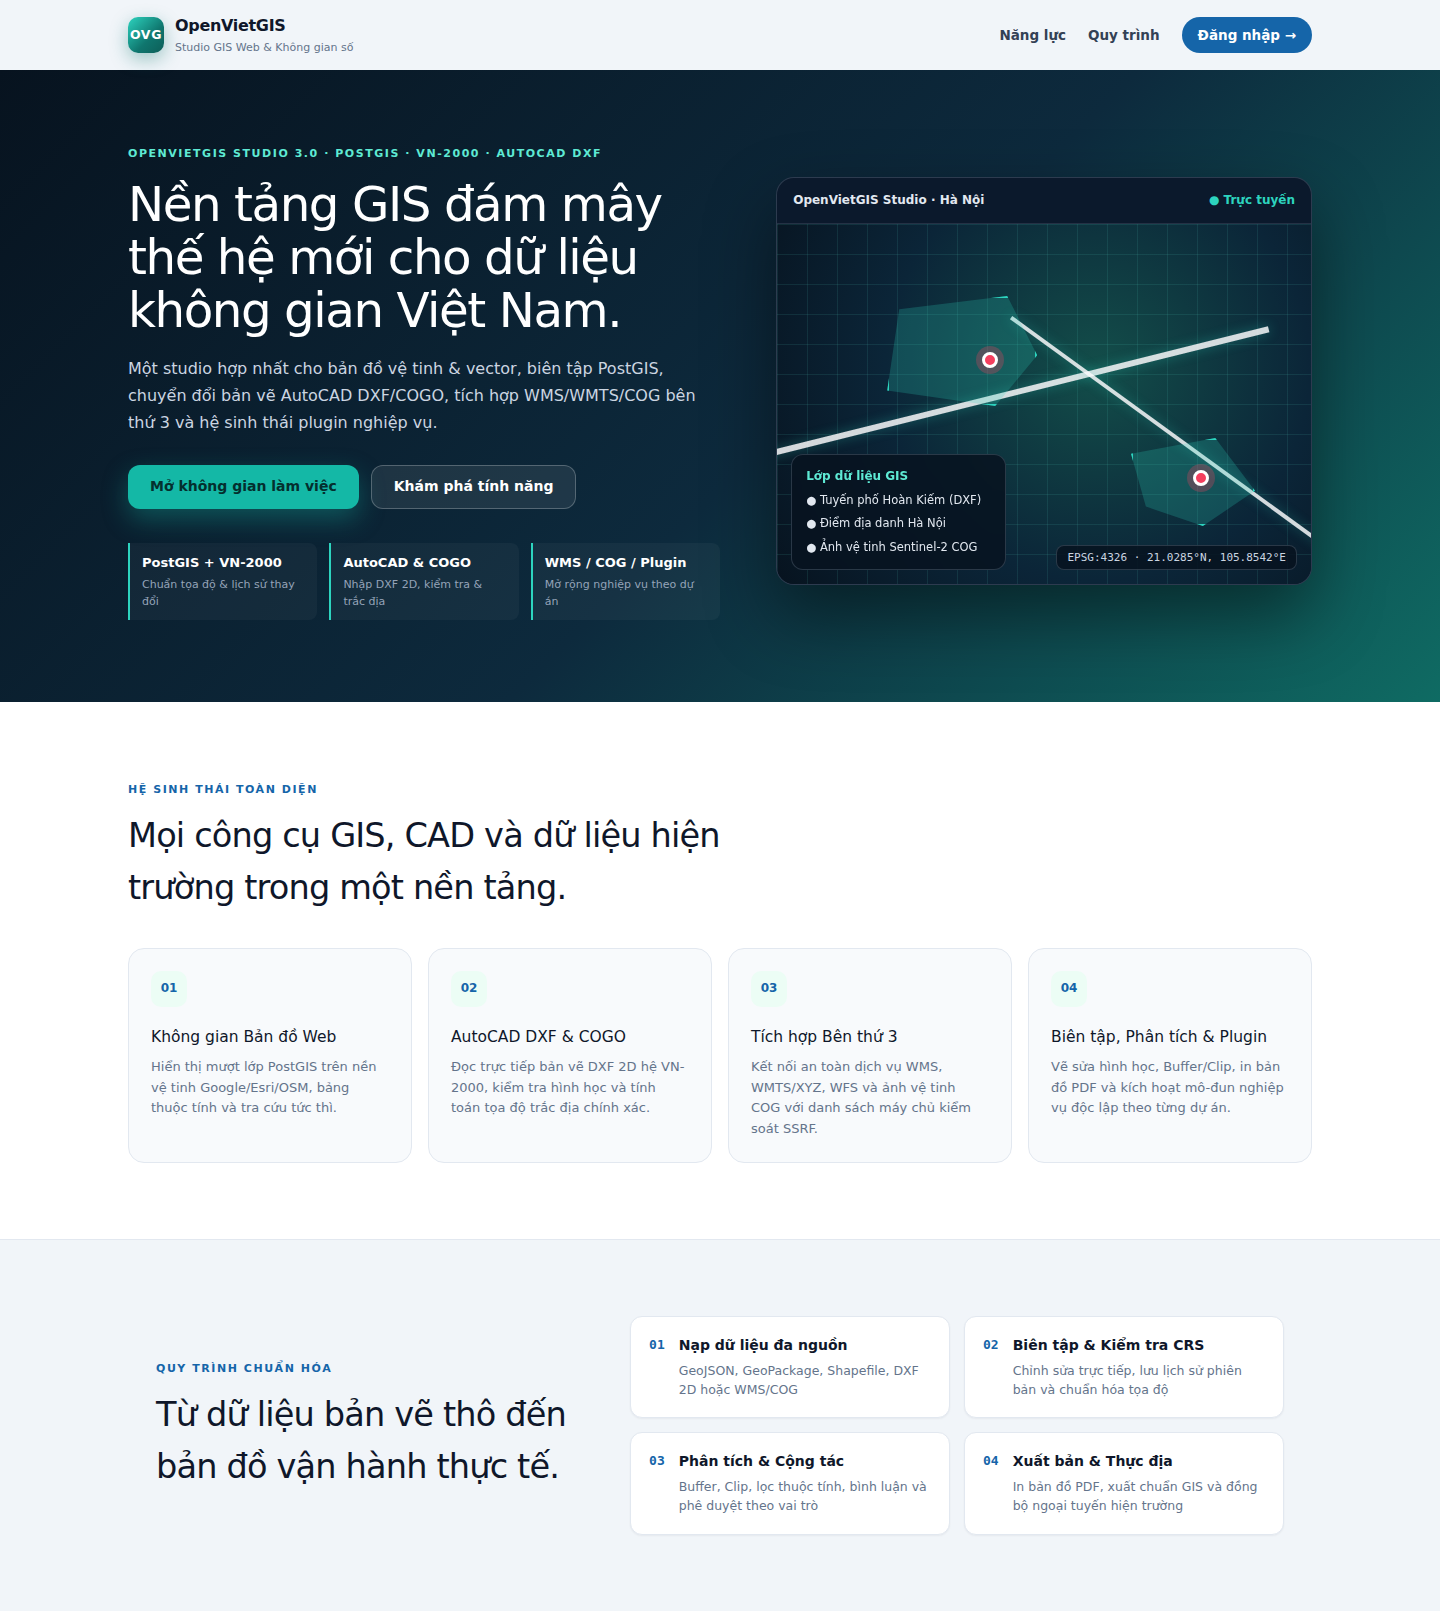 OVG
OpenVietGIS
Studio GIS Web & Không gian số
Năng lực
Quy trình
Đăng nhập →
OPENVIETGIS STUDIO 3.0 · POSTGIS · VN-2000 · AUTOCAD DXF
Nền tảng GIS đám mây
thế hệ mới cho dữ liệu
không gian Việt Nam.
Một studio hợp nhất cho bản đồ vệ tinh & vector, biên tập PostGIS,
chuyển đổi bản vẽ AutoCAD DXF/COGO, tích hợp WMS/WMTS/COG bên
thứ 3 và hệ sinh thái plugin nghiệp vụ.
Mở không gian làm việc
Khám phá tính năng
PostGIS + VN-2000
Chuẩn tọa độ & lịch sử thay
đổi
AutoCAD & COGO
Nhập DXF 2D, kiểm tra &
trắc địa
WMS / COG / Plugin
Mở rộng nghiệp vụ theo dự
án
OpenVietGIS Studio · Hà Nội
● Trực tuyến
Lớp dữ liệu GIS
● Tuyến phố Hoàn Kiếm (DXF)
● Điểm địa danh Hà Nội
● Ảnh vệ tinh Sentinel-2 COG
EPSG:4326 · 21.0285°N, 105.8542°E
HỆ SINH THÁI TOÀN DIỆN
Mọi công cụ GIS, CAD và dữ liệu hiện
trường trong một nền tảng.
01
Không gian Bản đồ Web
Hiển thị mượt lớp PostGIS trên nền
vệ tinh Google/Esri/OSM, bảng
thuộc tính và tra cứu tức thì.
02
AutoCAD DXF & COGO
Đọc trực tiếp bản vẽ DXF 2D hệ VN-
2000, kiểm tra hình học và tính
toán tọa độ trắc địa chính xác.
03
Tích hợp Bên thứ 3
Kết nối an toàn dịch vụ WMS,
WMTS/XYZ, WFS và ảnh vệ tinh
COG với danh sách máy chủ kiểm
soát SSRF.
04
Biên tập, Phân tích & Plugin
Vẽ sửa hình học, Buffer/Clip, in bản
đồ PDF và kích hoạt mô-đun nghiệp
vụ độc lập theo từng dự án.
QUY TRÌNH CHUẨN HÓA
Từ dữ liệu bản vẽ thô đến
bản đồ vận hành thực tế.
01
Nạp dữ liệu đa nguồn
GeoJSON, GeoPackage, Shapefile, DXF
2D hoặc WMS/COG
02
Biên tập & Kiểm tra CRS
Chỉnh sửa trực tiếp, lưu lịch sử phiên
bản và chuẩn hóa tọa độ
03
Phân tích & Cộng tác
Buffer, Clip, lọc thuộc tính, bình luận và
phê duyệt theo vai trò
04
Xuất bản & Thực địa
In bản đồ PDF, xuất chuẩn GIS và đồng
bộ ngoại tuyến hiện trường